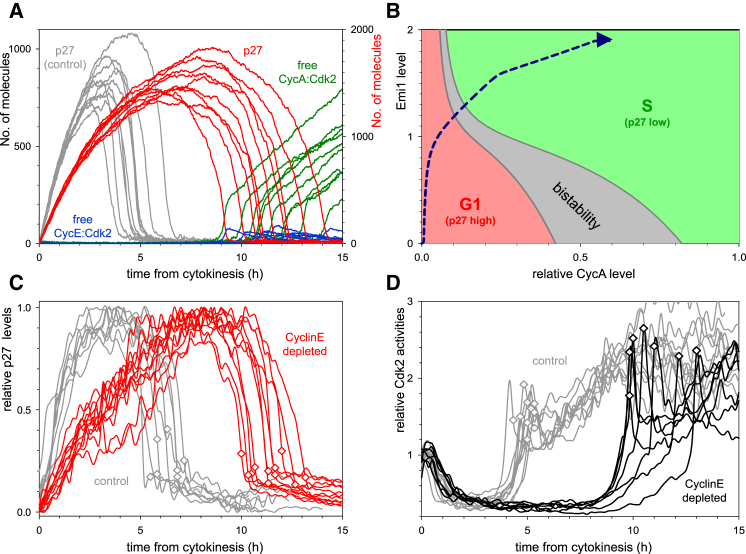 A
No. of molecules
1000
500
0
2000
1000
0
No. of molecules
p27
(control)
p27
free
CycA:Cdk2
free
CycE:Cdk2
0
5
10
15
time from cytokinesis (h)
B
Emi1 level
2
1
0
S
(p27 low)
G1
(p27 high)
bistability
0.0
0.5
1.0
relative CycA level
C
relative p27 levels
1.0
0.5
0.0
CyclinE
depleted
control
0
5
10
15
time from cytokinesis (h)
D
relative Cdk2 activities
3
2
1
0
control
CyclinE
depleted
0
5
10
15
time from cytokinesis (h)